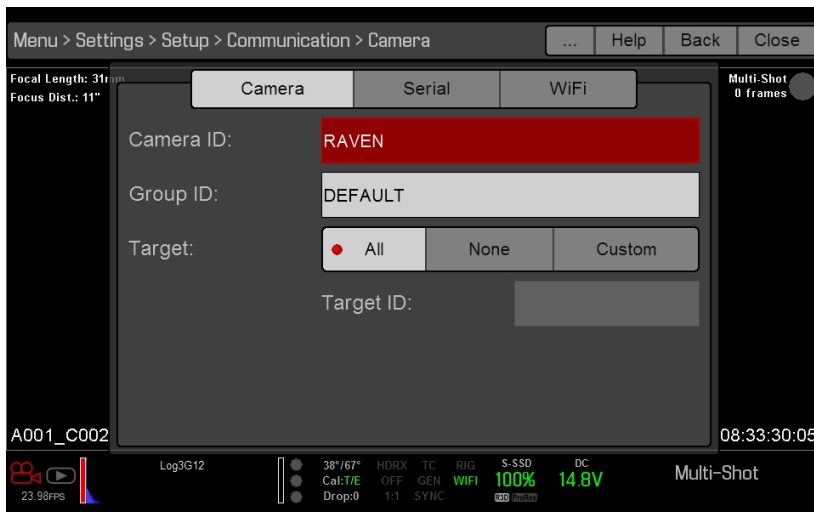 Menu > Settings > Setup > Communication > Camera ... Help Back Close
Focal Length: 31mm Multi-Shot
Focus Dist.: 11" 0 frames
Camera Serial WiFi
Camera ID: RAVEN
Group ID: DEFAULT
Target: All None Custom
Target ID:
A001_C002 08:33:30:05
Log3G12 38°/67° HDRX TC RIG S-SSD DC
Cal:T/E OFF GEN WIFI 100% 14.8V Multi-Shot
23.98FPS Drop:0 1:1 SYNC R3D ProRes